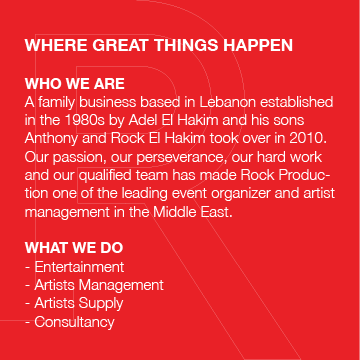 WHERE GREAT THINGS HAPPEN
WHO WE ARE
A family business based in Lebanon established
in the 1980s by Adel El Hakim and his sons
Anthony and Rock El Hakim took over in 2010.
Our passion, our perseverance, our hard work
and our qualified team has made Rock Produc-
tion one of the leading event organizer and artist
management in the Middle East.
WHAT WE DO
- Entertainment
- Artists Management
- Artists Supply
- Consultancy